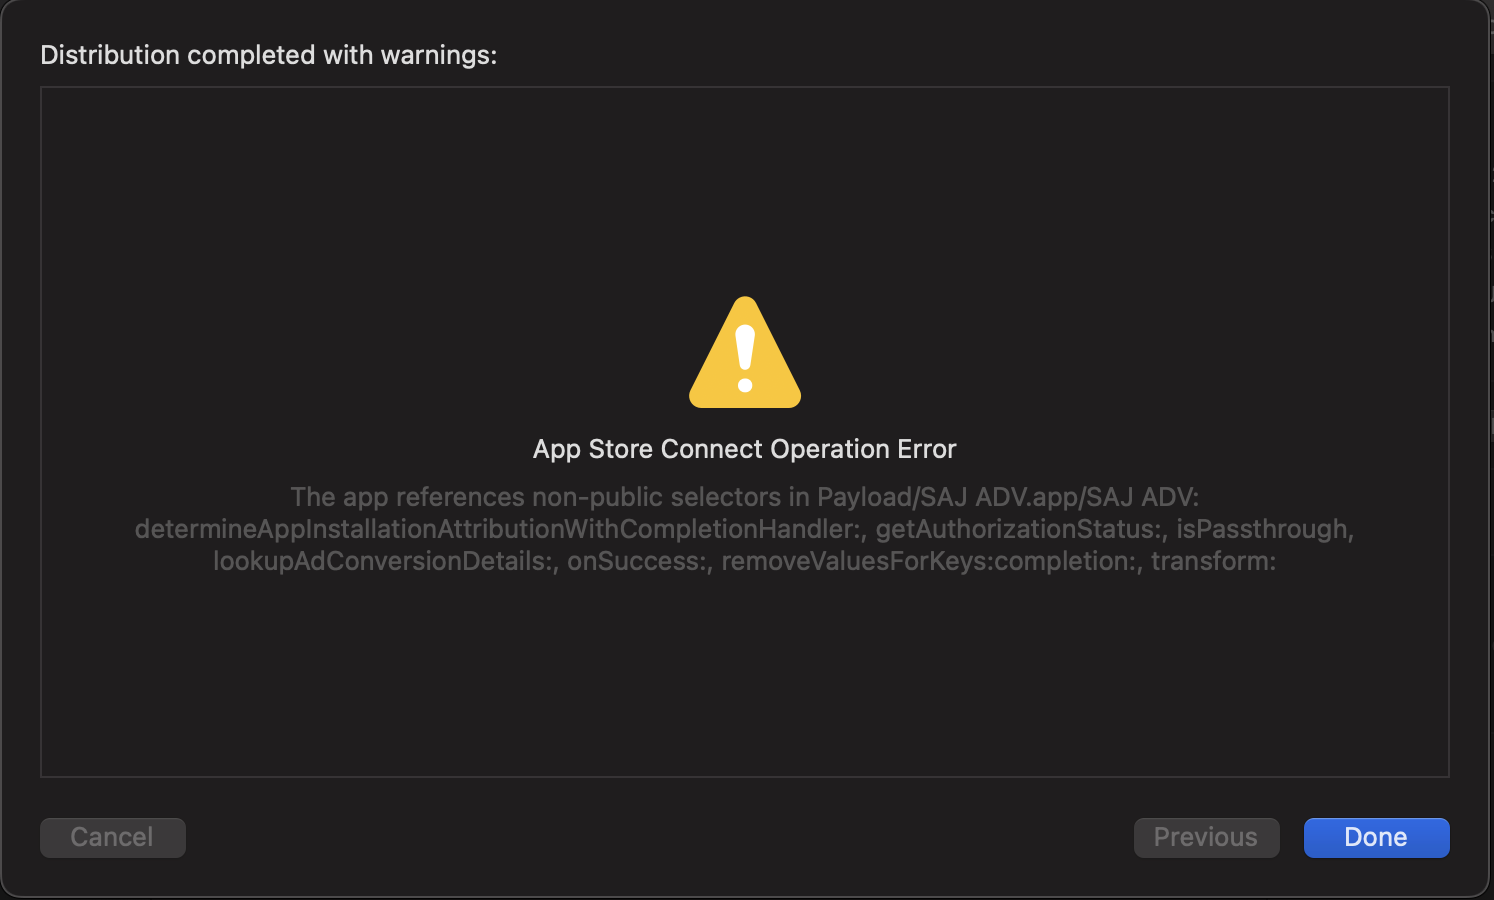 Distribution completed with warnings:
App Store Connect Operation Error
The app references non-public selectors in Payload/SAJ ADV.app/SAJ ADV:
determineAppInstallationAttributionWithCompletionHandler:, getAuthorizationStatus:, isPassthrough,
lookupAdConversionDetails:, onSuccess:, removeValuesForKeys:completion:, transform:
Cancel
Previous
Done